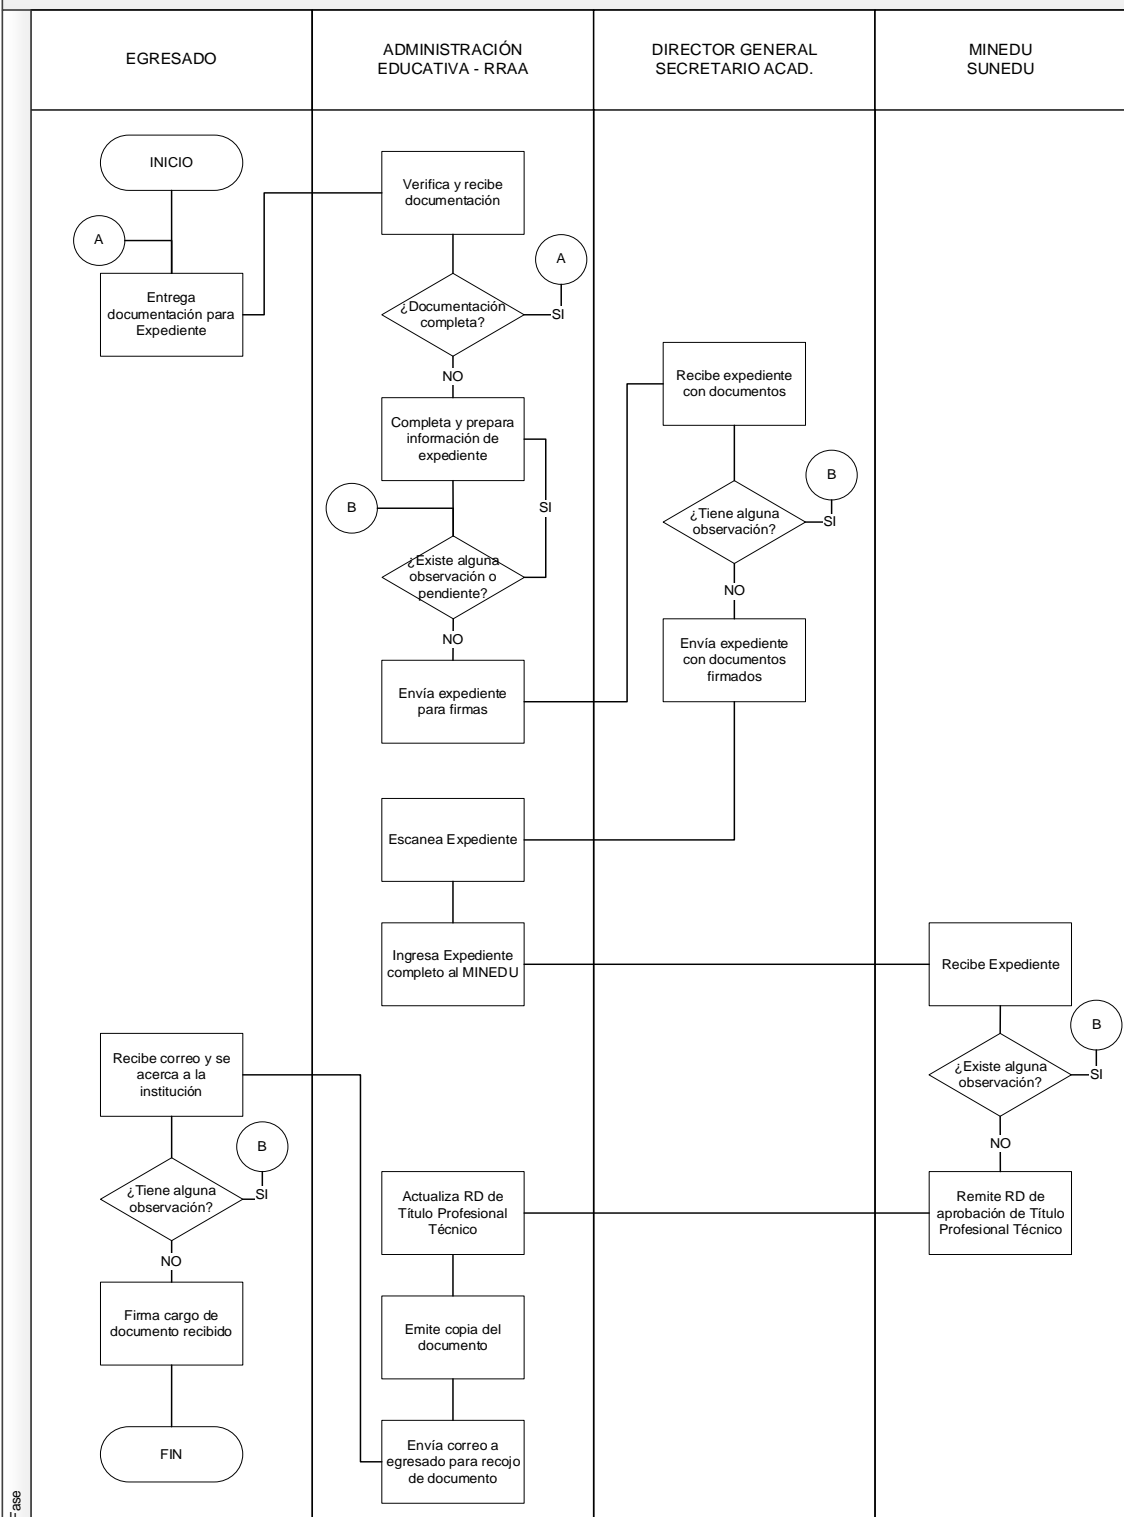 EGRESADO
ADMINISTRACIÓN
EDUCATIVA - RRAA
DIRECTOR GENERAL
SECRETARIO ACAD.
MINEDU
SUNEDU
INICIO
A
Entrega
documentación para
Expediente
Verifica y recibe
documentación
A
¿Documentación
completa?
SI
NO
Completa y prepara
información de
expediente
SI
B
¿Existe alguna
observación o
pendiente?
NO
Envía expediente
para firmas
Recibe expediente
con documentos
B
¿Tiene alguna
observación?
SI
NO
Envía expediente
con documentos
firmados
Escanea Expediente
Ingresa Expediente
completo al MINEDU
Recibe Expediente
B
¿Existe alguna
observación?
SI
NO
Remite RD de
aprobación de Título
Profesional Técnico
Actualiza RD de
Título Profesional
Técnico
Emite copia del
documento
Envía correo a
egresado para recojo
de documento
Recibe correo y se
acerca a la
institución
B
¿Tiene alguna
observación?
SI
NO
Firma cargo de
documento recibido
FIN
Fase